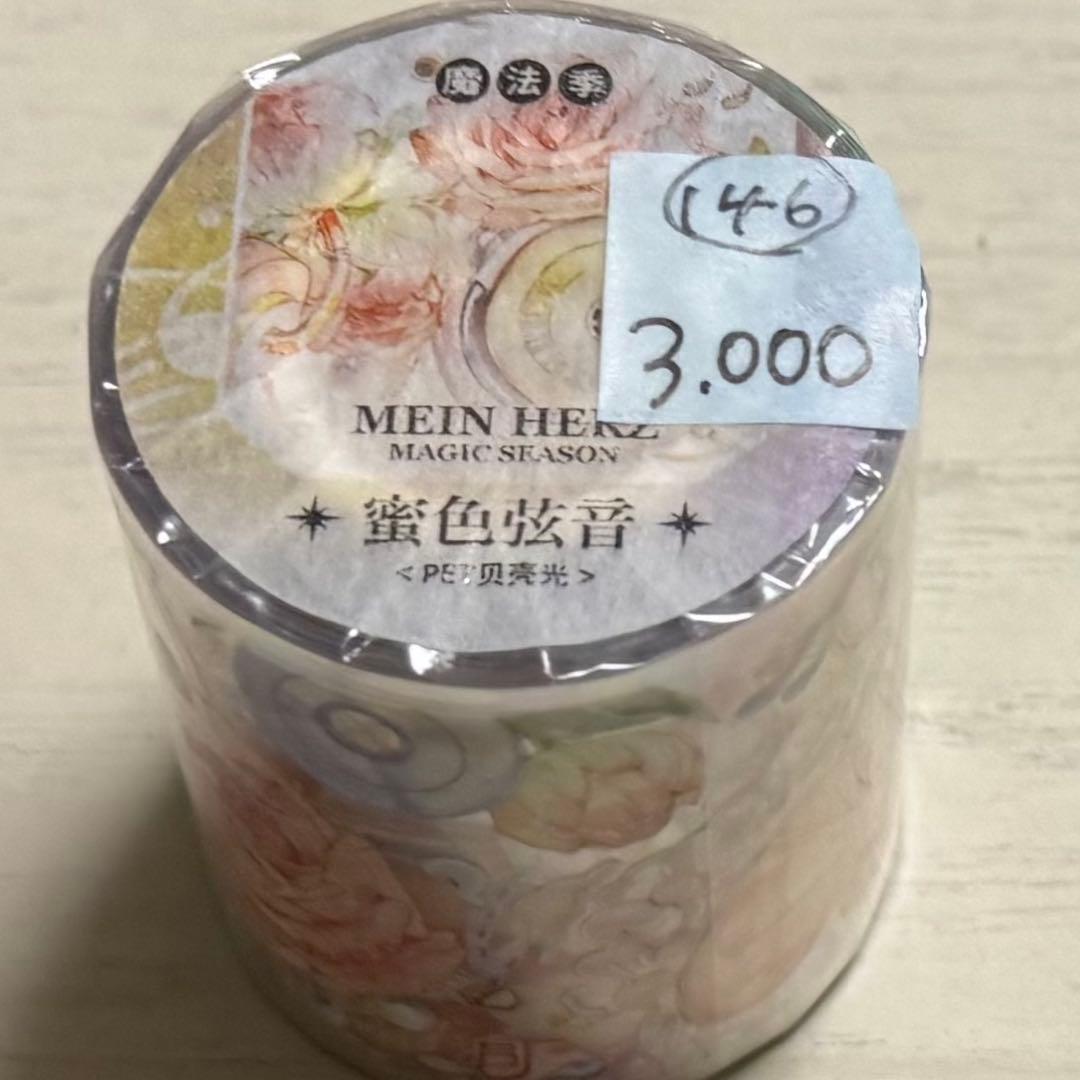 魔法季
146
3.000
MEIN HERZ
MAGIC SEASON
蜜色弦音
<PET贝亮光>